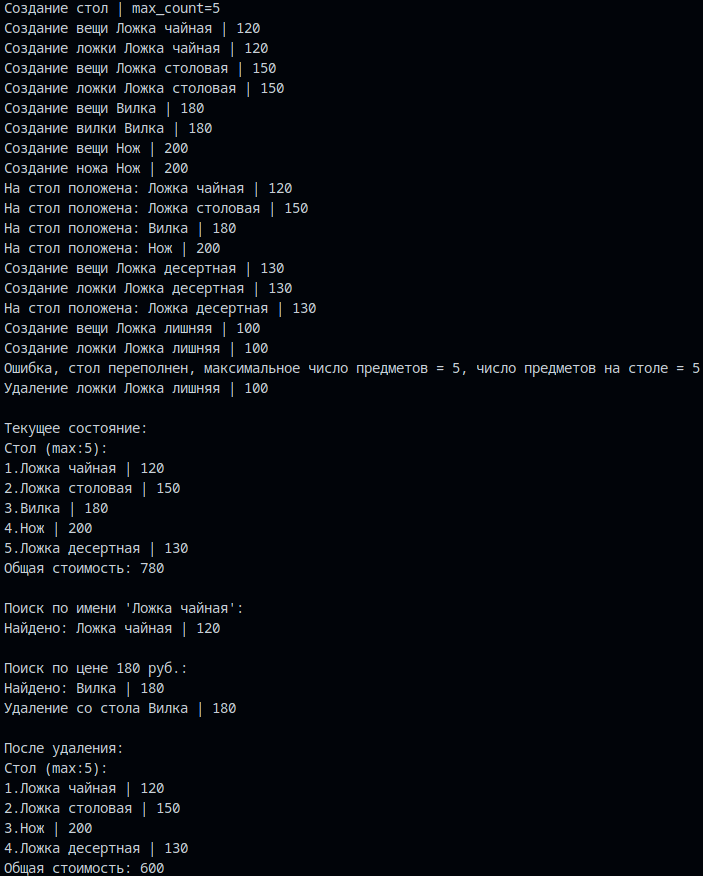 Создание стол | max_count=5
Создание вещи Ложка чайная | 120
Создание ложки Ложка чайная | 120
Создание вещи Ложка столовая | 150
Создание ложки Ложка столовая | 150
Создание вещи Вилка | 180
Создание вилки Вилка | 180
Создание вещи Нож | 200
Создание ножа Нож | 200
На стол положена: Ложка чайная | 120
На стол положена: Ложка столовая | 150
На стол положена: Вилка | 180
На стол положена: Нож | 200
Создание вещи Ложка десертная | 130
Создание ложки Ложка десертная | 130
На стол положена: Ложка десертная | 130
Создание вещи Ложка лишняя | 100
Создание ложки Ложка лишняя | 100
Ошибка, стол переполнен, максимальное число предметов = 5, число предметов на столе = 5
Удаление ложки Ложка лишняя | 100
Текущее состояние:
Стол (max:5):
1.Ложка чайная | 120
2.Ложка столовая | 150
3.Вилка | 180
4.Нож | 200
5.Ложка десертная | 130
Общая стоимость: 780
Поиск по имени 'Ложка чайная':
Найдено: Ложка чайная | 120
Поиск по цене 180 руб.:
Найдено: Вилка | 180
Удаление со стола Вилка | 180
После удаления:
Стол (max:5):
1.Ложка чайная | 120
2.Ложка столовая | 150
3.Нож | 200
4.Ложка десертная | 130
Общая стоимость: 600